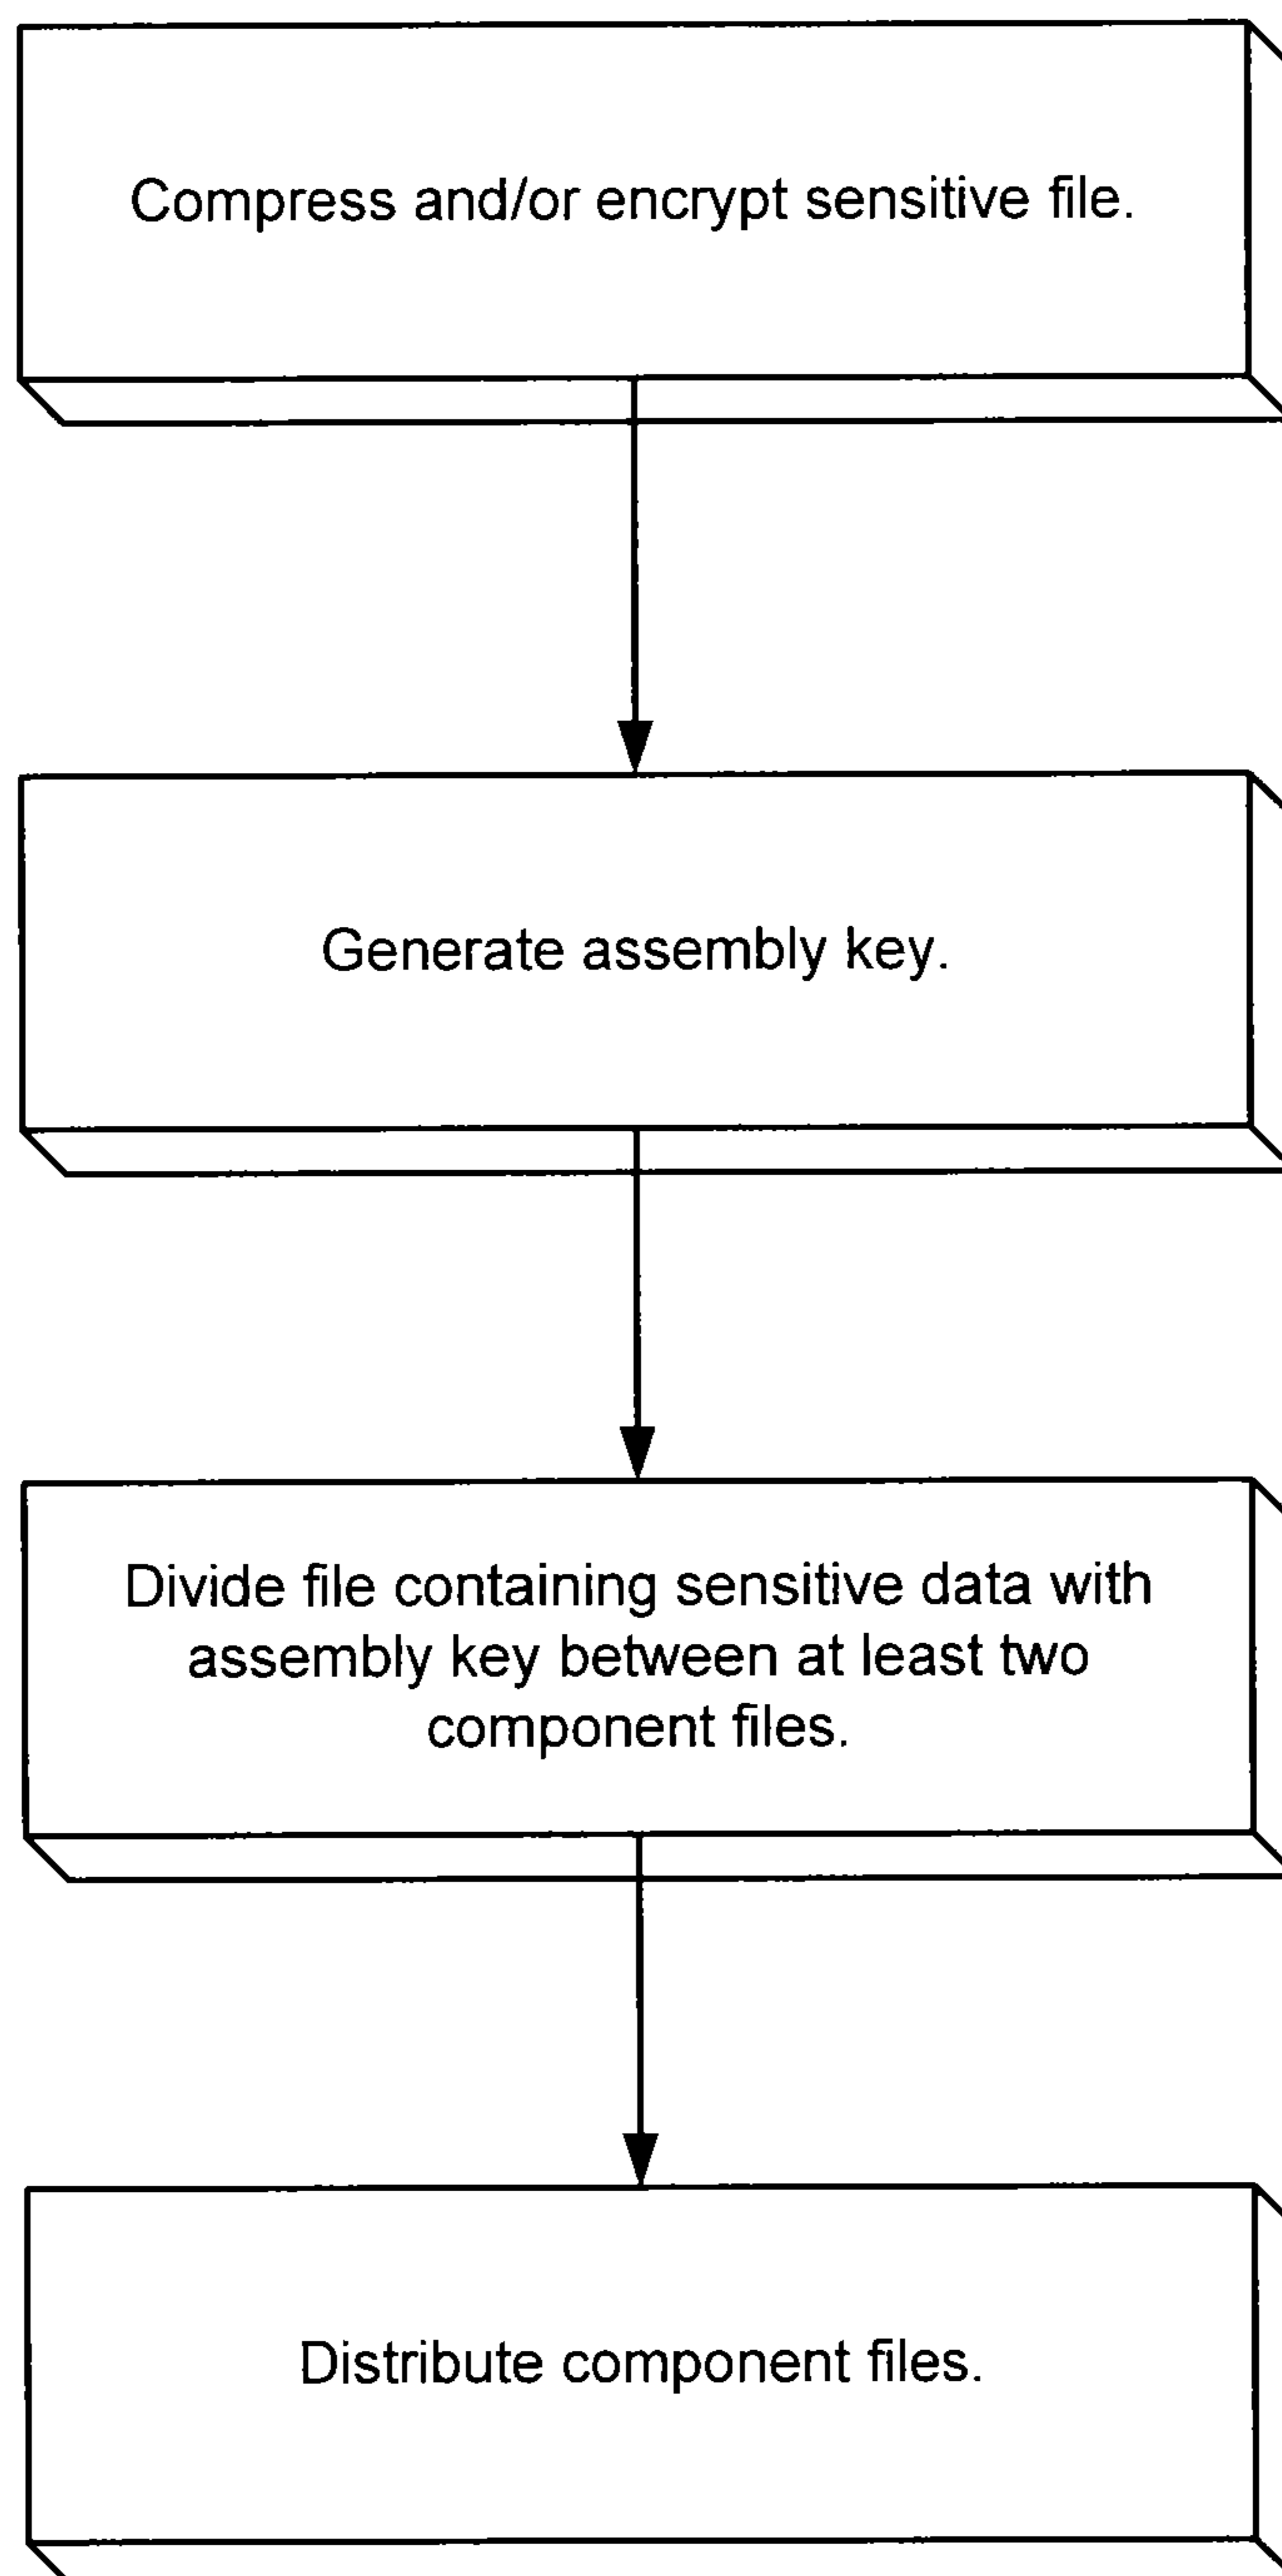 Compress and/or encrypt sensitive file.
Generate assembly key.
Divide file containing sensitive data with
assembly key between at least two
component files.
Distribute component files.